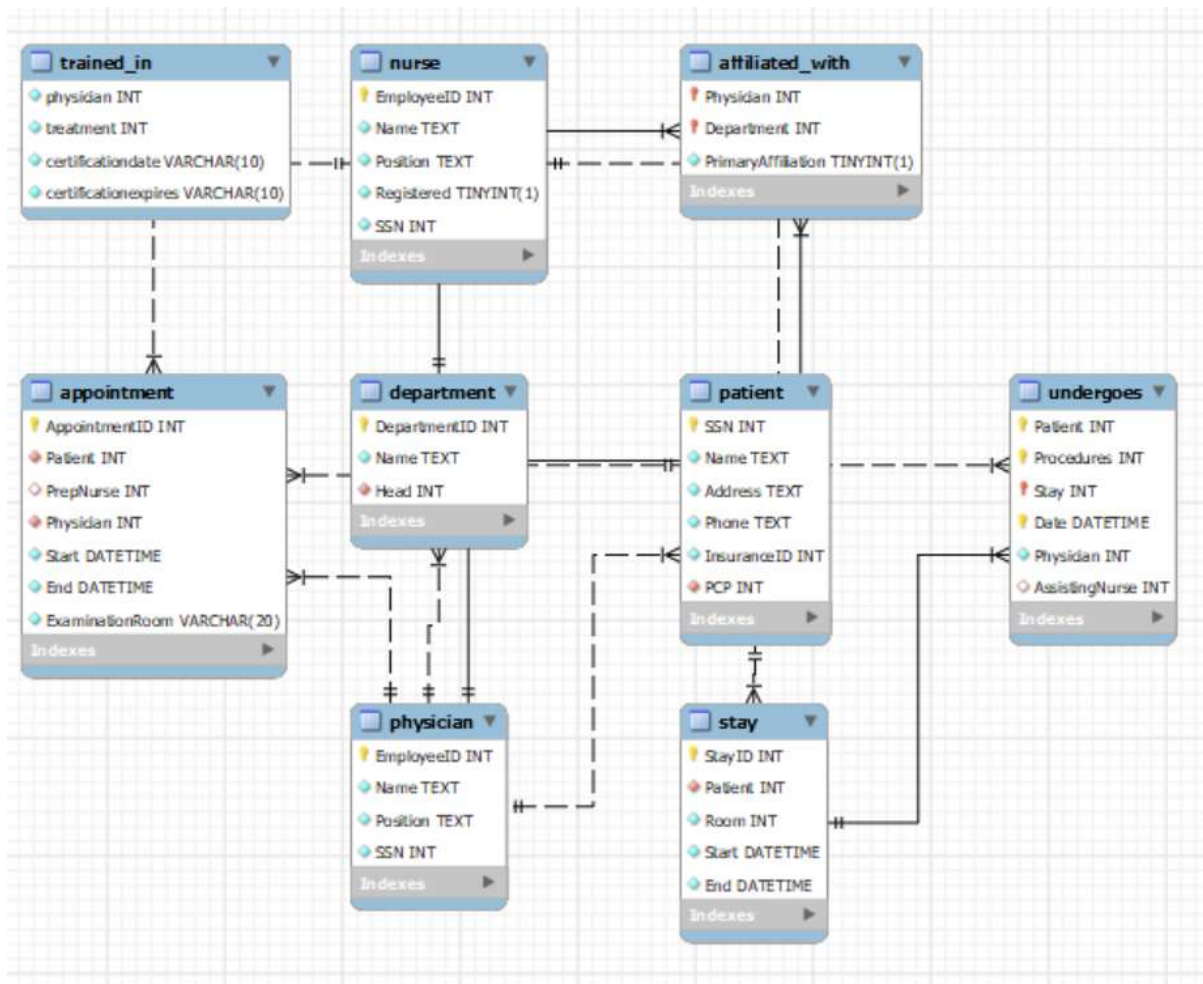 trained_in
physician INT
treatment INT
certificationdate VARCHAR(10)
certificationexpires VARCHAR(10)
nurse
EmployeeID INT
Name TEXT
Position TEXT
Registered TINYINT(1)
SSN INT
Indexes
affiliated_with
Physician INT
Department INT
PrimaryAffiliation TINYINT(1)
Indexes
appointment
AppointmentID INT
Patient INT
PrepNurse INT
Physician INT
Start DATETIME
End DATETIME
ExaminationRoom VARCHAR(20)
Indexes
department
DepartmentID INT
Name TEXT
Head INT
Indexes
patient
SSN INT
Name TEXT
Address TEXT
Phone TEXT
InsuranceID INT
PCP INT
Indexes
undergoes
Patient INT
Procedures INT
Stay INT
Date DATETIME
Physician INT
AssistingNurse INT
Indexes
physician
EmployeeID INT
Name TEXT
Position TEXT
SSN INT
Indexes
stay
StayID INT
Patient INT
Room INT
Start DATETIME
End DATETIME
Indexes